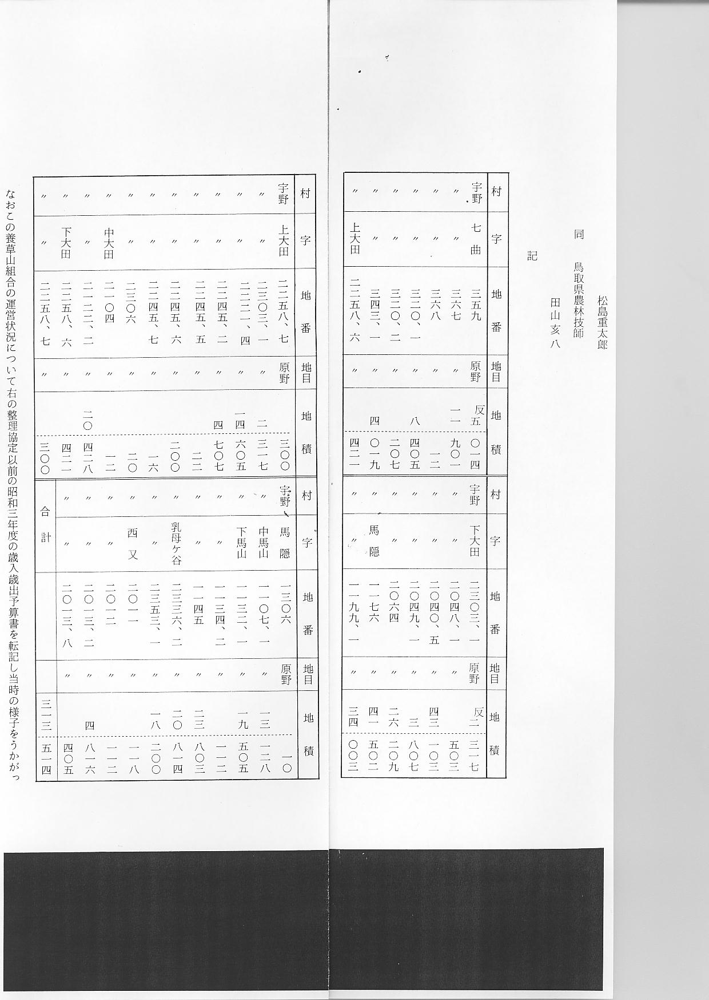 松島重太郎
同 鳥取県農林技師
田山亥八
記
村 字 地番 地目 地積
宇野 七曲 三五九 原野 反五 〇一四
〃 〃 三六七 〃 一一 九〇一
〃 〃 三六八 〃 一二
〃 〃 三二〇、一 〃 八 四〇五
〃 〃 三二〇、二 〃 二〇七
〃 〃 三四三、一 〃 四 〇一九
〃 上大田 二二五八、六 〃 四二一
村 字 地番 地目 地積
宇野 下大田 二三〇三、一 原野 反二 三一七
〃 〃 二〇四八、一 〃 五〇三
〃 〃 二〇四〇、五 〃 四三 一〇三
〃 〃 二〇四九、一 〃 三 八〇七
〃 〃 二〇六四 〃 二六 二〇九
〃 馬隠 一一七六 〃 四一 五〇二
〃 〃 一一九九、一 〃 三四 〇〇三
村 字 地番 地目 地積
宇野 上大田 二二五八、七 原野 三〇〇
〃 〃 二三〇三、一 〃 二 三一七
〃 〃 二二二一、四 〃 一四 六〇五
〃 〃 二二四五、二 〃 四 七〇七
〃 〃 二二四五、五 〃 二二
〃 〃 二二四五、六 〃 二〇〇
〃 〃 二二四五、七 〃 一六
〃 〃 二三〇六 〃 二〇
〃 中大田 二一〇四 〃 一二
〃 〃 二一二二、二 〃 二〇 四二八
〃 下大田 二二五八、六 〃 四二一
〃 〃 二二五八、七 〃 三〇〇
村 字 地番 地目 地積
宇野 馬隠 一三〇六 原野 一〇
〃 中馬山 一一〇七、一 〃 一三 一二八
〃 下馬山 一一三二、一 〃 一九 五〇五
〃 〃 一一三四、二 〃 一一二
〃 〃 一一四五 〃 二三 八〇三
〃 乳母ヶ谷 二三三六、二 〃 二〇 八一四
〃 〃 二三五三、一 〃 一八 二〇〇
〃 西又 二〇一一 〃 一一八
〃 〃 二〇一二 〃 一一二
〃 〃 二〇一三、二 〃 四 八一六
〃 〃 二〇一三、八 〃 四〇五
合計 三一三 五一四
なおこの養草山組合の運営状況について右の整理協定以前の昭和三年度の歳入歳出予算書を転記し当時の様子をうかがっ